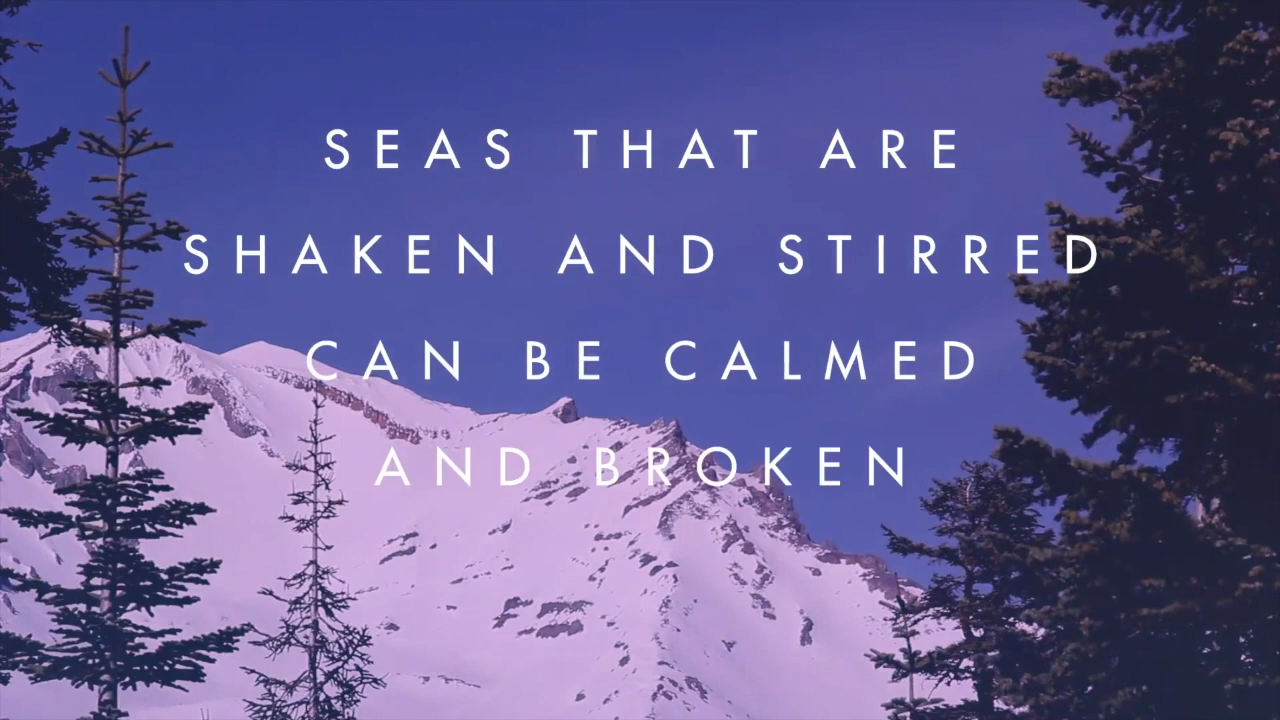 SEAS THAT ARE
SHAKEN AND STIRRED
CAN BE CALMED
AND BROKEN